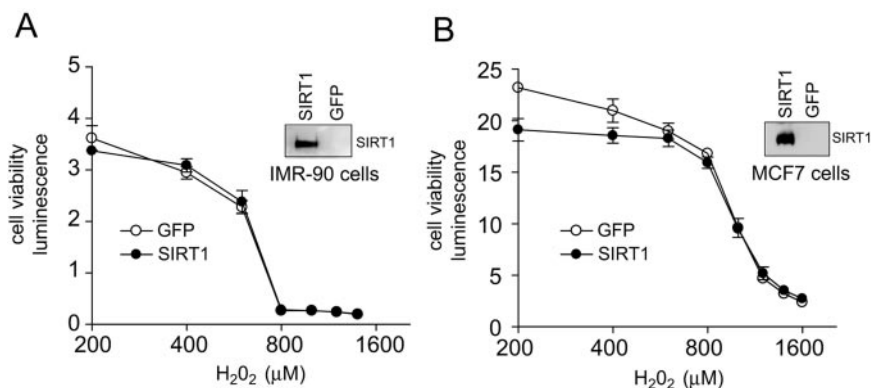 A
5
4
3
2
1
0
cell viability
luminescence
SIRT1
GFP
SIRT1
IMR-90 cells
GFP
SIRT1
200
400
800
1600
H₂0₂ (μM)
B
25
20
15
10
5
0
cell viability
luminescence
SIRT1
GFP
SIRT1
MCF7 cells
GFP
SIRT1
200
400
800
1600
H₂0₂ (μM)